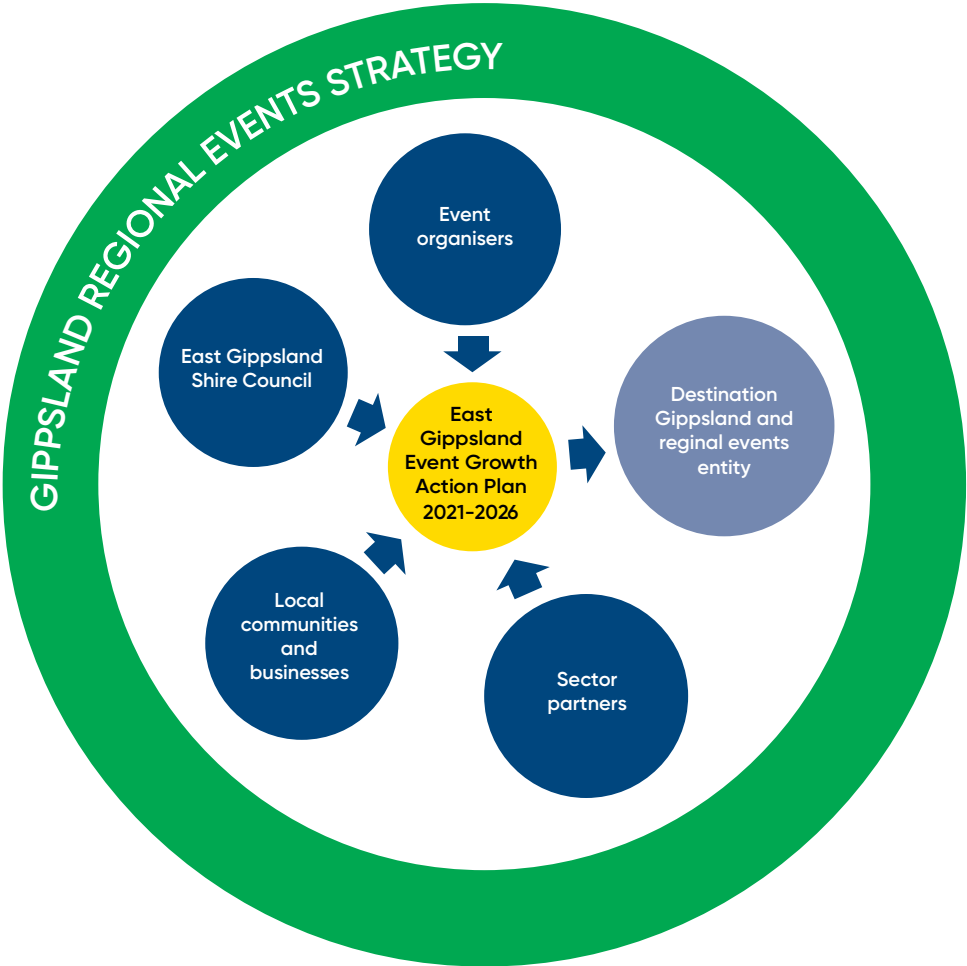 GIPPSLAND REGIONAL EVENTS STRATEGY
Event
organisers
East Gippsland
Shire Council
East
Gippsland
Event Growth
Action Plan
2021-2026
Destination
Gippsland and
reginal events
entity
Local
communities
and
businesses
Sector
partners